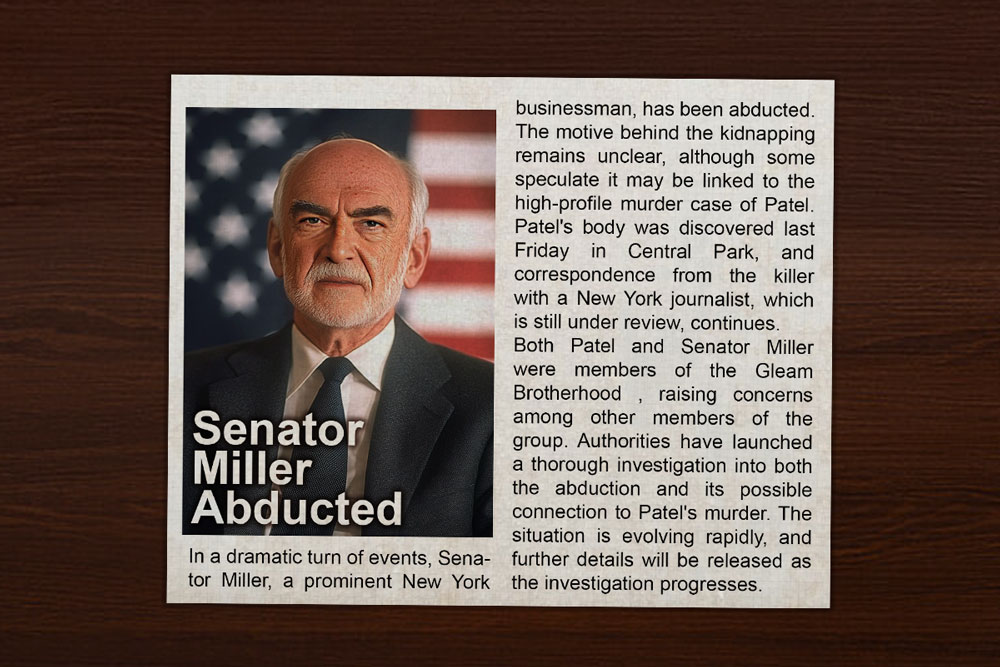 Senator
Miller
Abducted
In a dramatic turn of events, Sena-
tor Miller, a prominent New York
businessman, has been abducted.
The motive behind the kidnapping
remains unclear, although some
speculate it may be linked to the
high-profile murder case of Patel.
Patel's body was discovered last
Friday in Central Park, and
correspondence from the killer
with a New York journalist, which
is still under review, continues.
Both Patel and Senator Miller
were members of the Gleam
Brotherhood , raising concerns
among other members of the
group. Authorities have launched
a thorough investigation into both
the abduction and its possible
connection to Patel's murder. The
situation is evolving rapidly, and
further details will be released as
the investigation progresses.